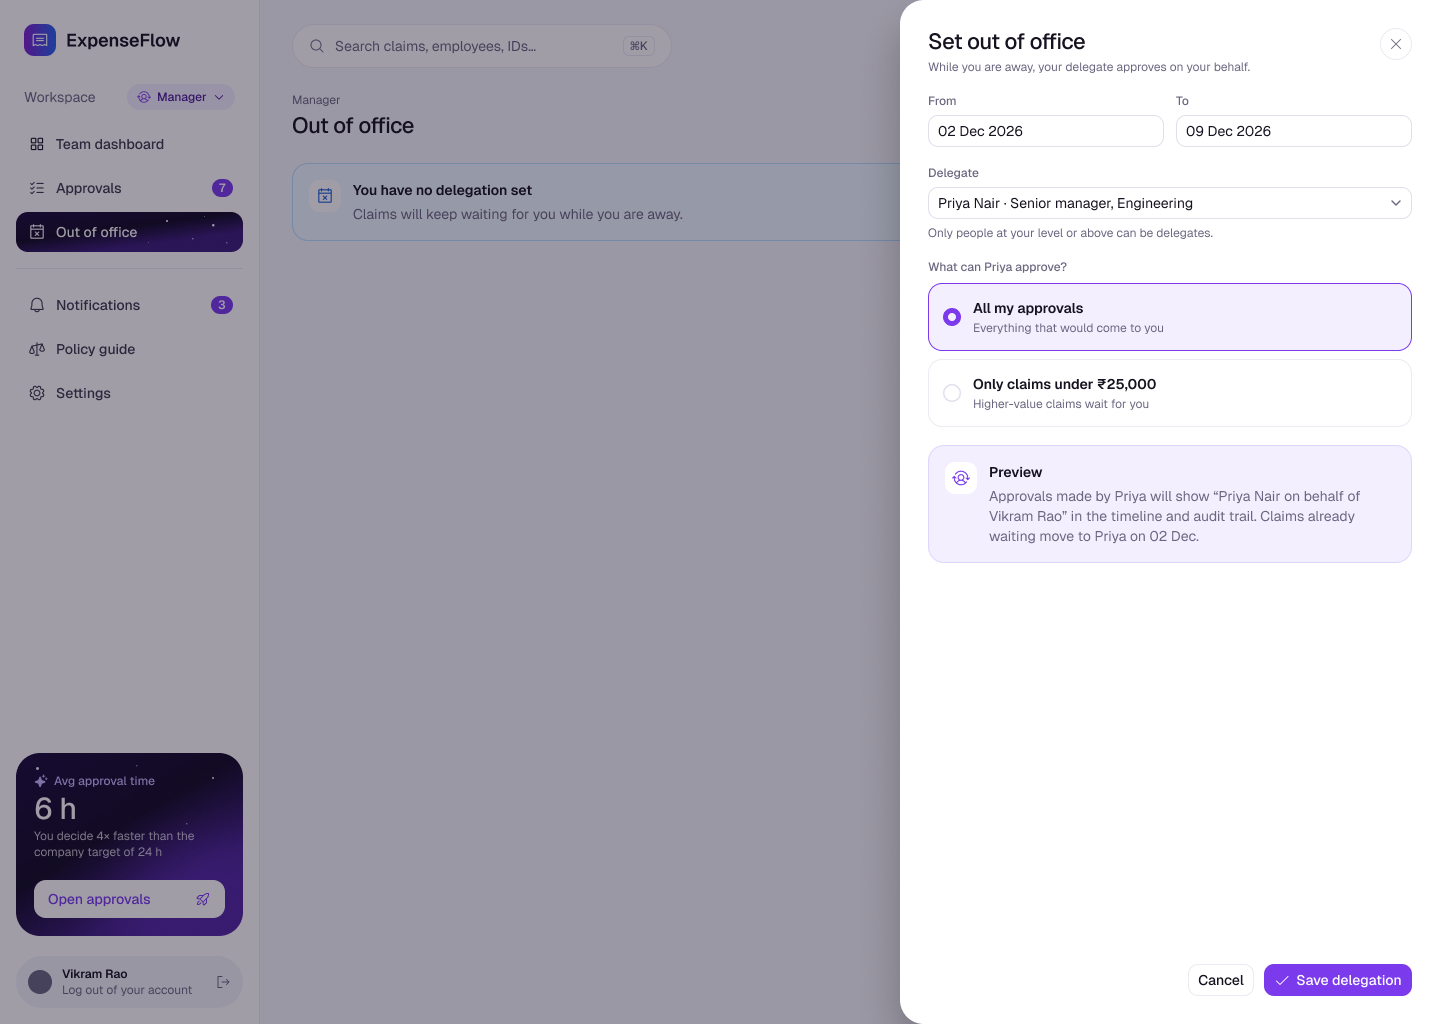 ExpenseFlow
Workspace
Manager
Team dashboard
Approvals
7
Out of office
Notifications
3
Policy guide
Settings
Avg approval time
6 h
You decide 4× faster than the
company target of 24 h
Open approvals
Vikram Rao
Log out of your account
Search claims, employees, IDs...
⌘K
Manager
Out of office
You have no delegation set
Claims will keep waiting for you while you are away.
Set out of office
While you are away, your delegate approves on your behalf.
From
To
02 Dec 2026
09 Dec 2026
Delegate
Priya Nair · Senior manager, Engineering
Only people at your level or above can be delegates.
What can Priya approve?
All my approvals
Everything that would come to you
Only claims under ₹25,000
Higher-value claims wait for you
Preview
Approvals made by Priya will show “Priya Nair on behalf of
Vikram Rao” in the timeline and audit trail. Claims already
waiting move to Priya on 02 Dec.
Cancel
Save delegation